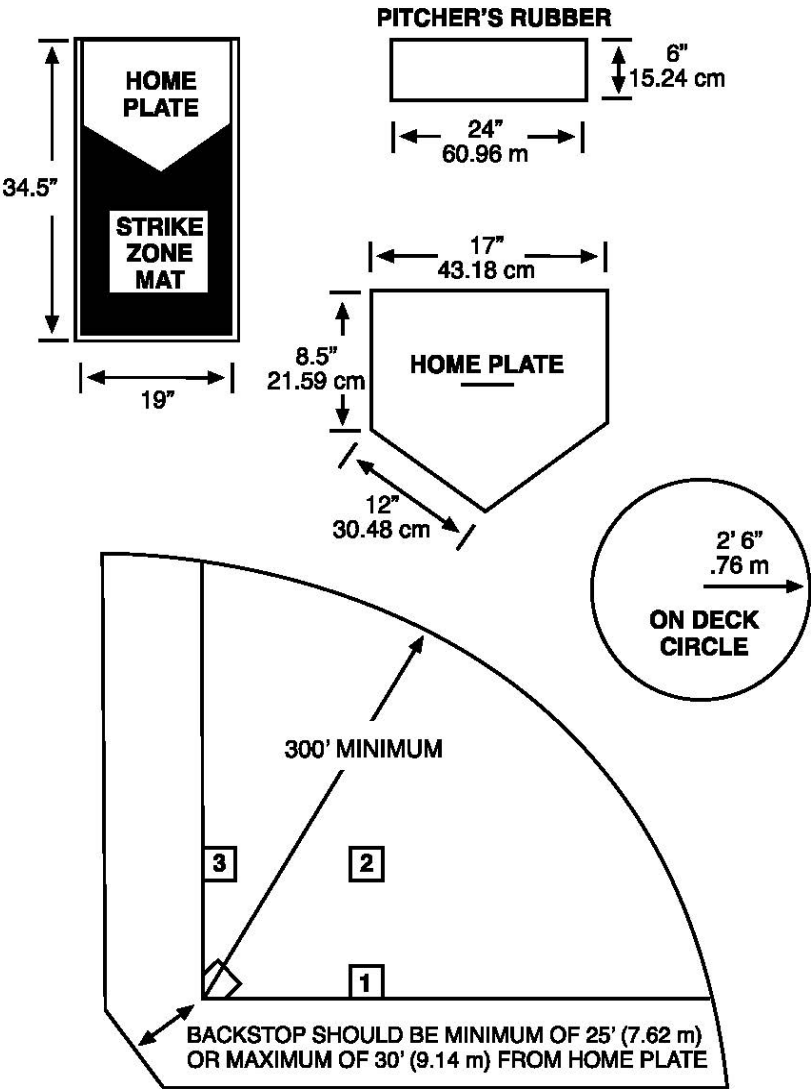 PITCHER’S RUBBER
6”
15.24 cm
24”
60.96 m
HOME
PLATE
34.5”
STRIKE
ZONE
MAT
19”
17”
43.18 cm
8.5”
21.59 cm
HOME PLATE
12”
30.48 cm
2’ 6”
.76 m
ON DECK
CIRCLE
300’ MINIMUM
3
2
1
BACKSTOP SHOULD BE MINIMUM OF 25’ (7.62 m)
OR MAXIMUM OF 30’ (9.14 m) FROM HOME PLATE